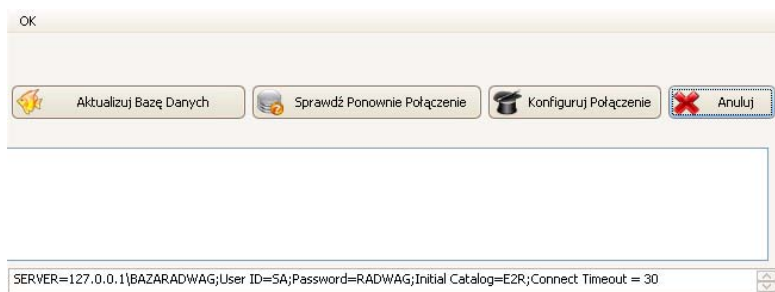 OK
Aktualizuj Bazę Danych Sprawdź Ponownie Połączenie Konfiguruj Połączenie Anuluj
SERVER=127.0.0.1\BAZARADWAG;User ID=SA;Password=RADWAG;Initial Catalog=E2R;Connect Timeout = 30